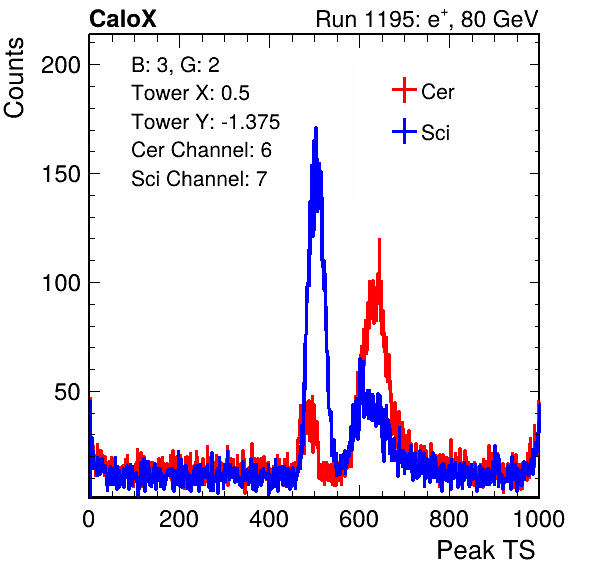 CaloX Run 1195: e⁺, 80 GeV
Counts
200
150
100
50
B: 3, G: 2
Tower X: 0.5
Tower Y: -1.375
Cer Channel: 6
Sci Channel: 7
Cer
Sci
0 200 400 600 800 1000
Peak TS